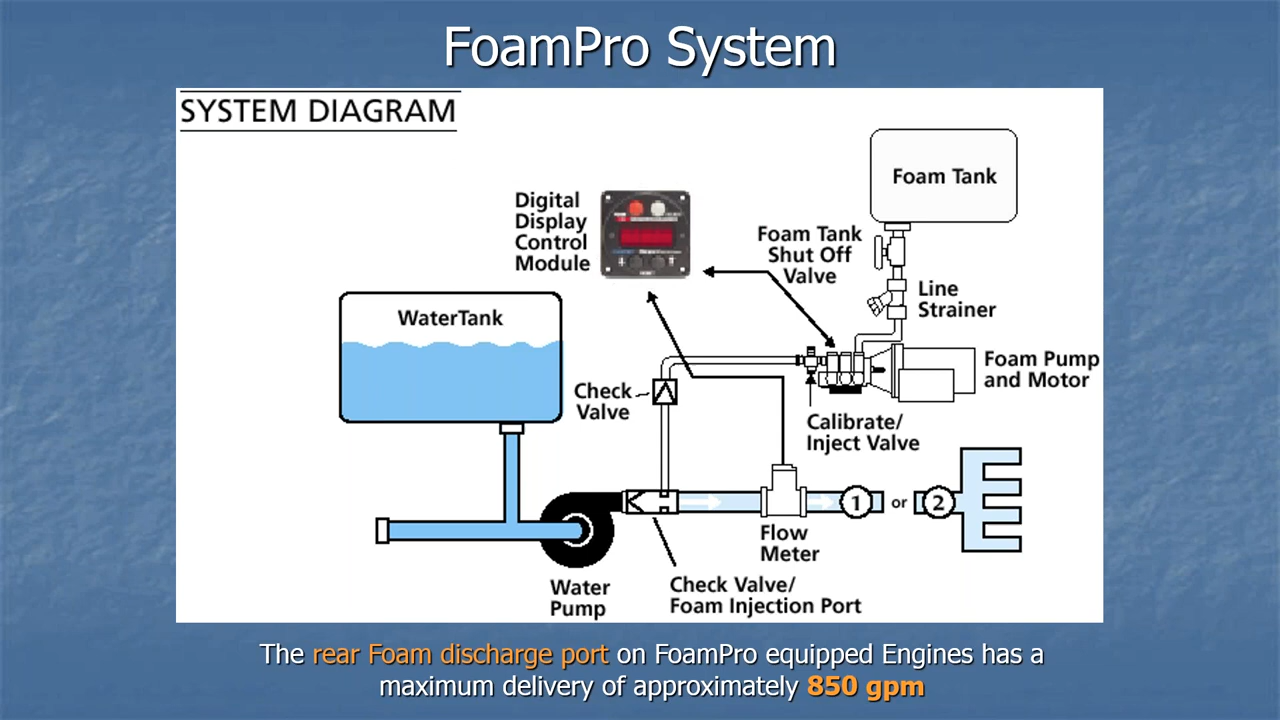 FoamPro System
SYSTEM DIAGRAM
Foam Tank
Digital
Display
Control
Module
Foam Tank
Shut Off
Valve
Line
Strainer
WaterTank
Foam Pump
and Motor
Check
Valve
Calibrate/
Inject Valve
1
or
2
Flow
Meter
Water
Pump
Check Valve/
Foam Injection Port
The rear Foam discharge port on FoamPro equipped Engines has a
maximum delivery of approximately 850 gpm